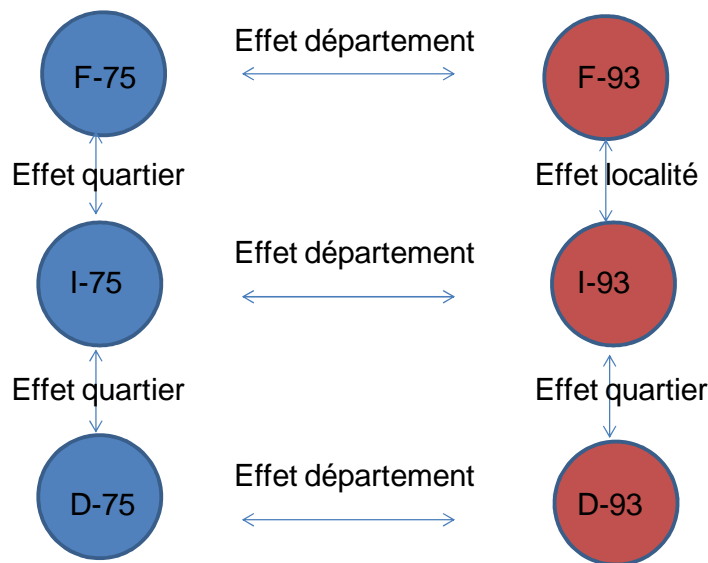 Effet département
F-75
F-93
Effet quartier
Effet localité
Effet département
I-75
I-93
Effet quartier
Effet quartier
Effet département
D-75
D-93